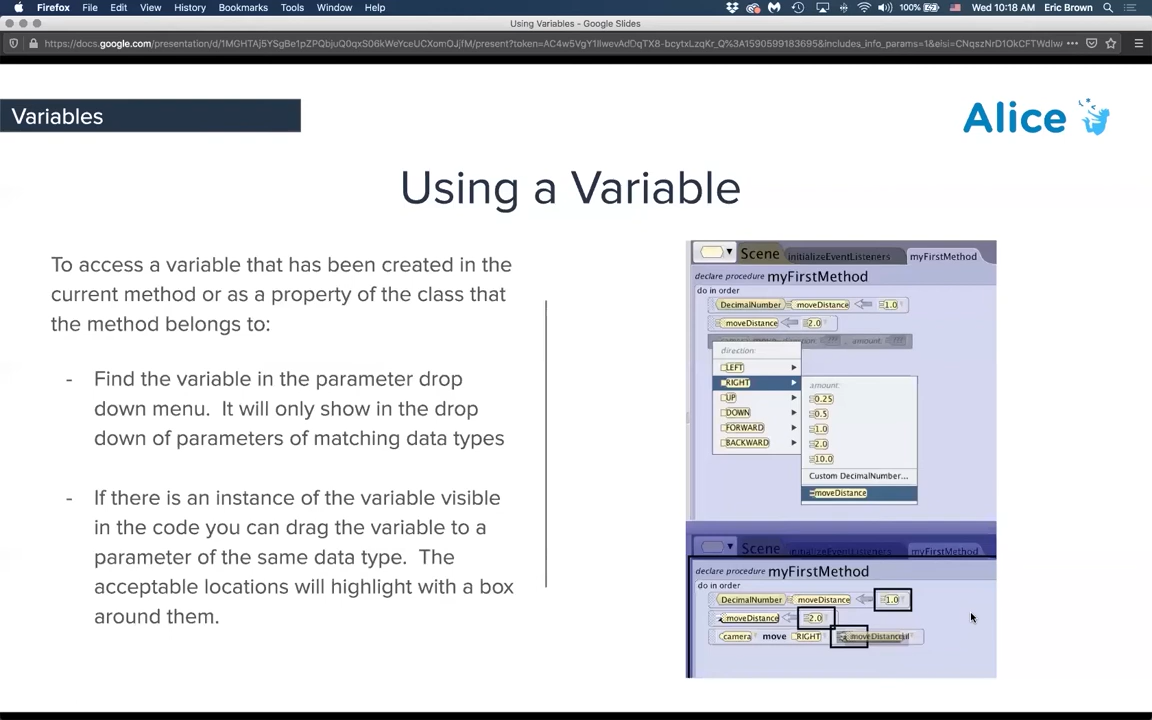 Firefox File Edit View History Bookmarks Tools Window Help 100% Wed 10:18 AM Eric Brown
Using Variables - Google Slides
Variables
Alice
Using a Variable
To access a variable that has been created in the
current method or as a property of the class that
the method belongs to:
- Find the variable in the parameter drop
down menu. It will only show in the drop
down of parameters of matching data types
- If there is an instance of the variable visible
in the code you can drag the variable to a
parameter of the same data type. The
acceptable locations will highlight with a box
around them.
Scene initializeEventListeners myFirstMethod
declare procedure myFirstMethod
do in order
DecimalNumber moveDistance 1.0
moveDistance 2.0
direction:
LEFT
RIGHT
UP
DOWN
FORWARD
BACKWARD
amount:
0.25
0.5
1.0
2.0
10.0
Custom DecimalNumber...
moveDistance
Scene initializeEventListeners myFirstMethod
declare procedure myFirstMethod
do in order
DecimalNumber moveDistance 1.0
moveDistance 2.0
camera move RIGHT moveDistance